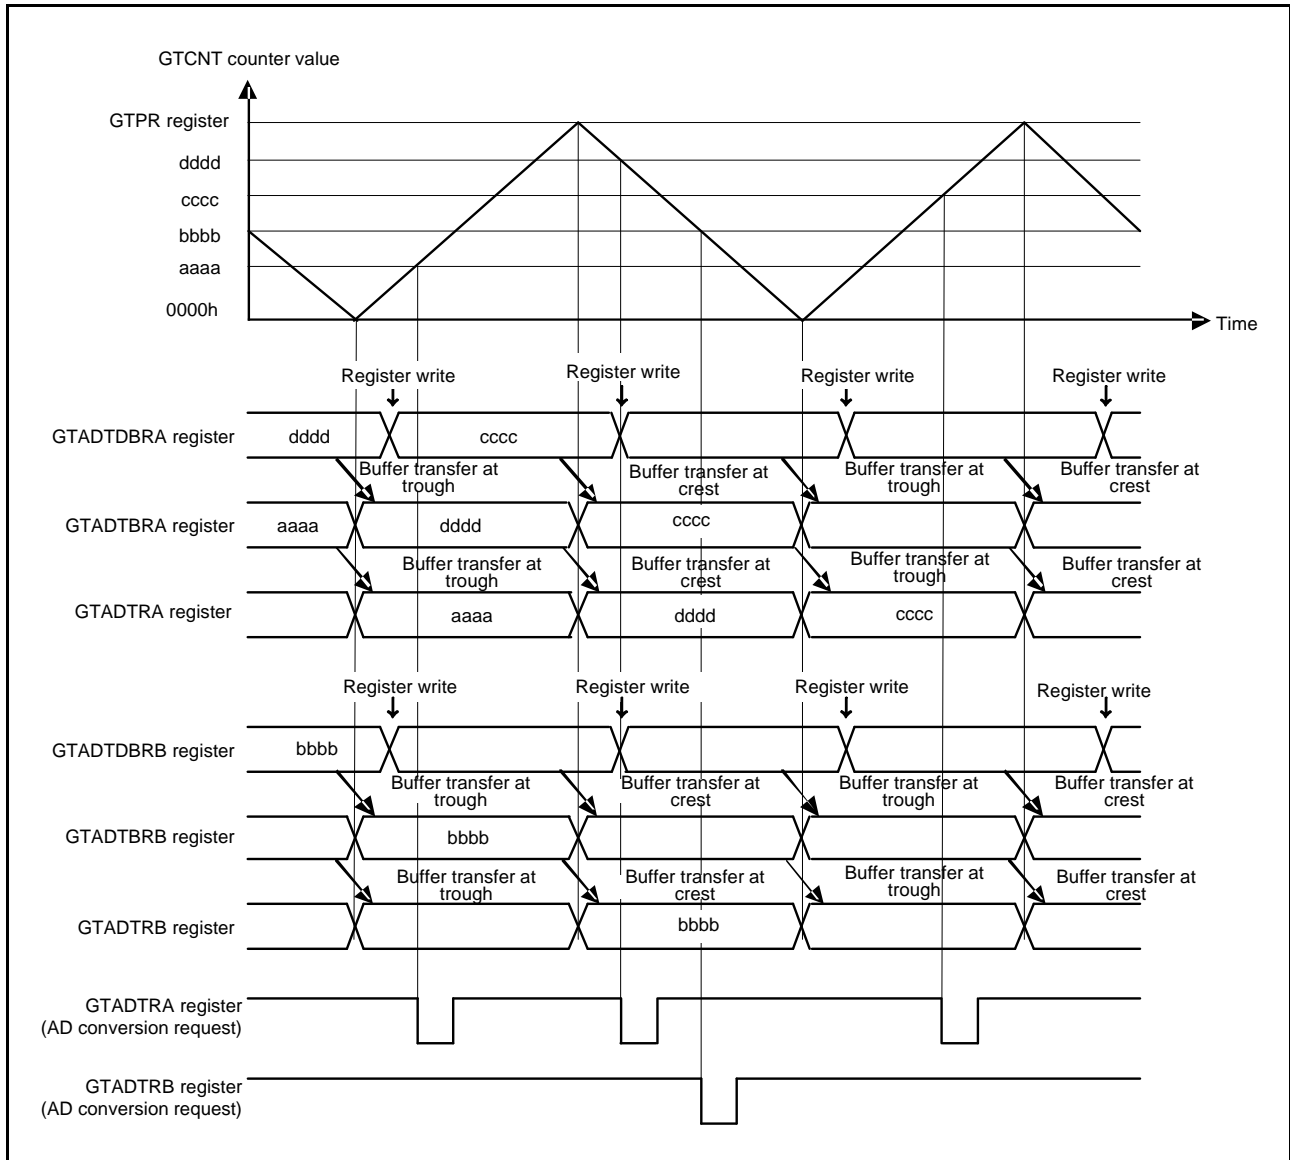 GTCNT counter value
GTPR register
dddd
cccc
bbbb
aaaa
0000h
Time
Register write Register write Register write Register write
GTADTDBRA register dddd cccc
Buffer transfer at Buffer transfer at Buffer transfer at Buffer transfer at
trough crest trough crest
GTADTBRA register aaaa dddd cccc
Buffer transfer at Buffer transfer at Buffer transfer at Buffer transfer at
trough crest trough crest
GTADTRA register aaaa dddd cccc
Register write Register write Register write Register write
GTADTDBRB register bbbb
Buffer transfer at Buffer transfer at Buffer transfer at Buffer transfer at
trough crest trough crest
GTADTBRB register bbbb
Buffer transfer at Buffer transfer at Buffer transfer at Buffer transfer at
trough crest trough crest
GTADTRB register bbbb
GTADTRA register
(AD conversion request)
GTADTRB register
(AD conversion request)